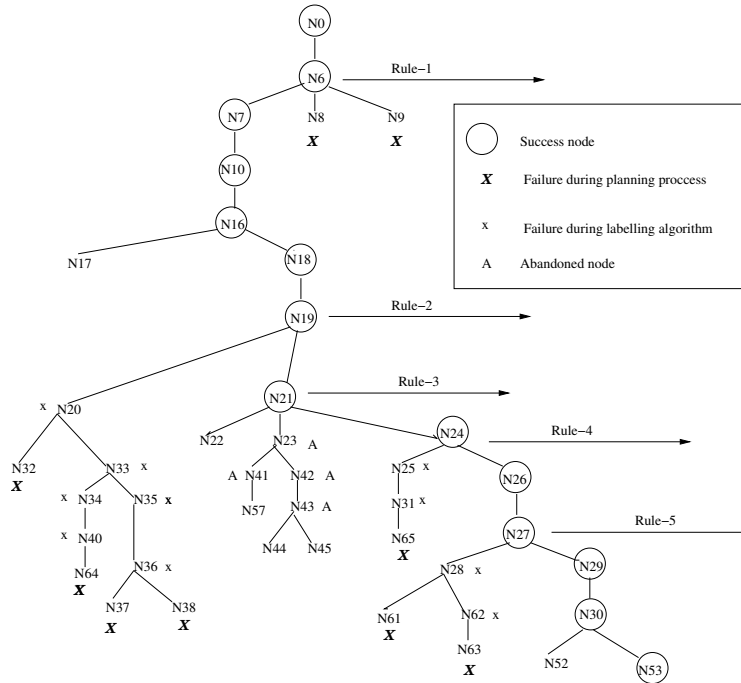 N0
N6
Rule-1
N7
N8
N9
X
X
Success node
X Failure during planning proccess
x Failure during labelling algorithm
A Abandoned node
N10
N16
N17
N18
N19
Rule-2
N21
Rule-3
x N20
N22
N23 A
N24
Rule-4
N32
X
N33 x
A N41
N42 A
N25 x
N26
x N34
N35 x
N57
N43 A
N31 x
x N40
N44
N45
N65
X
N27
Rule-5
N64
X
N36 x
N28 x
N29
N37
X
N38
X
N61
X
N62 x
N30
N63
X
N52
N53